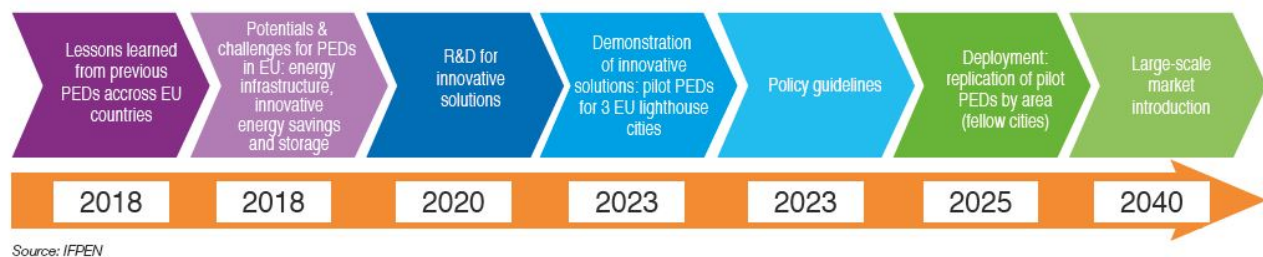 Lessons learned
from previous
PEDs accross EU
countries
Potentials &
challenges for PEDs
in EU: energy
infrastructure,
innovative
energy savings
and storage
R&D for
innovative
solutions
Demonstration
of innovative
solutions: pilot PEDs
for 3 EU lighthouse
cities
Policy guidelines
Deployment:
replication of pilot
PEDs by area
(fellow cities)
Large-scale
market
introduction
2018
2018
2020
2023
2023
2025
2040
Source: IFPEN